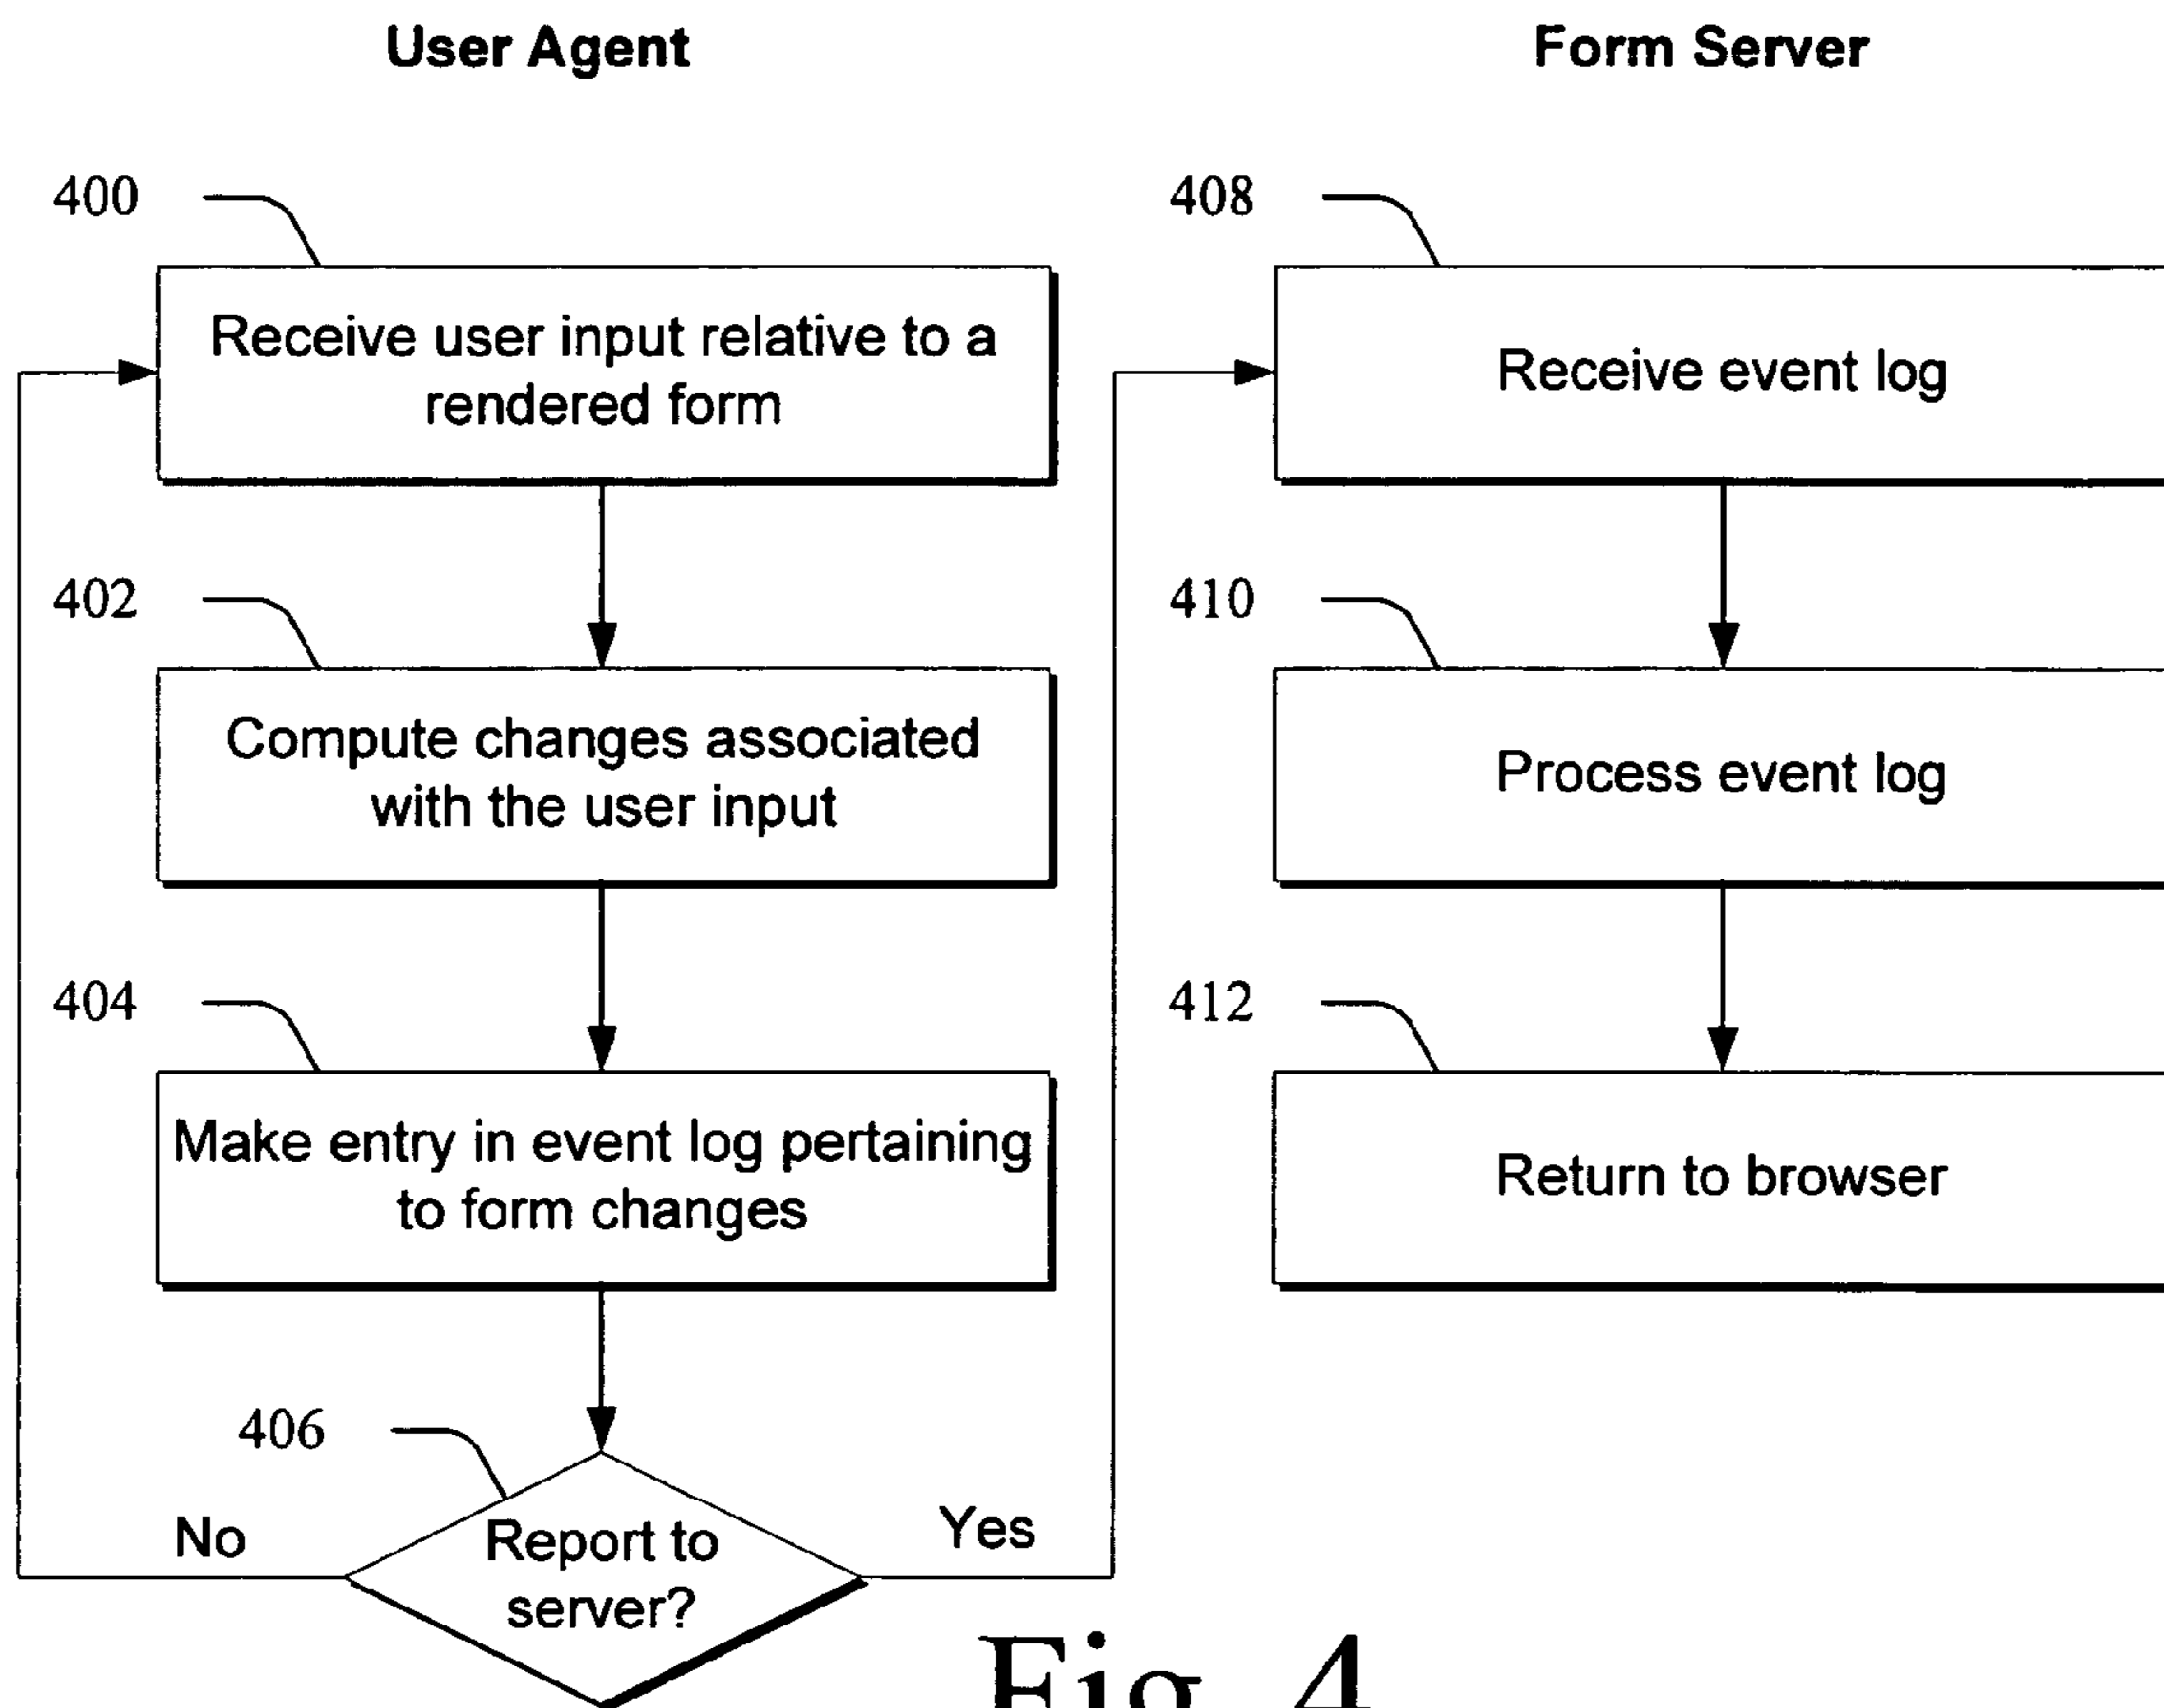 User Agent
Form Server
400
Receive user input relative to a
rendered form
402
Compute changes associated
with the user input
404
Make entry in event log pertaining
to form changes
406
Report to
server?
No
Yes
408
Receive event log
410
Process event log
412
Return to browser
Fig. 4